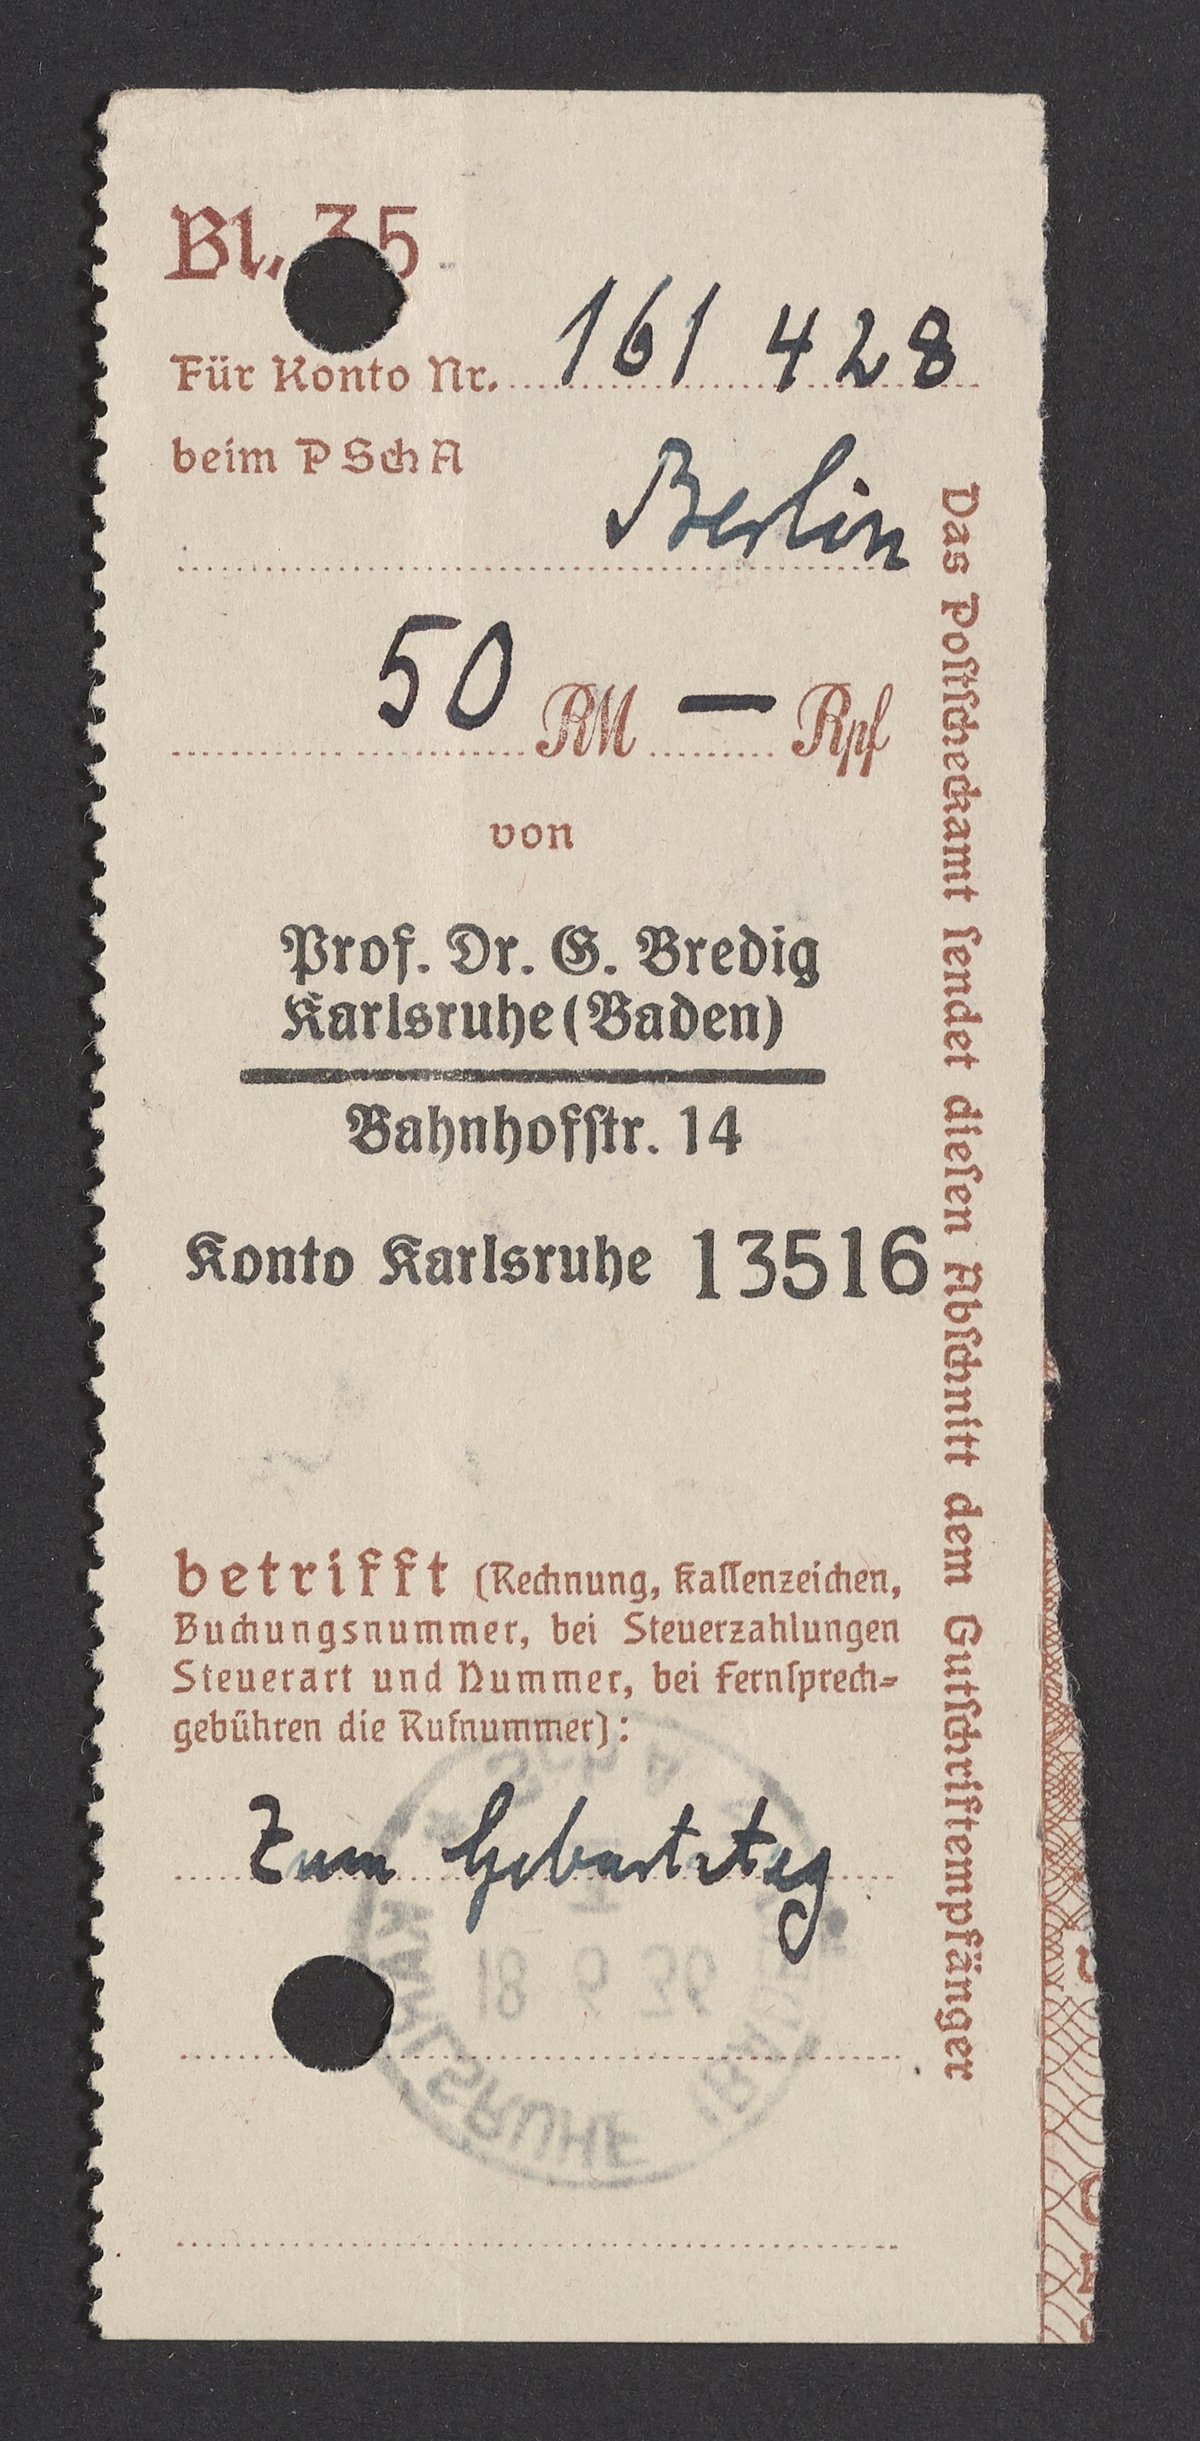 Bl. 35
Für Konto Nr. 161 428
beim PSchA
Berlin
50 RM — Rpf
von
Prof. Dr. G. Bredig
Karlsruhe (Baden)
Bahnhofstr. 14
Konto Karlsruhe 13516
betrifft (Rechnung, Kassenzeichen,
Buchungsnummer, bei Steuerzahlungen
Steuerart und Nummer, bei Fernsprech-
gebühren die Rufnummer):
Zum Geburtstag
Das Postscheckamt sendet diesen Abschnitt dem Gutschriftempfänger
KARLSRUHE (BADEN)
18 6 36